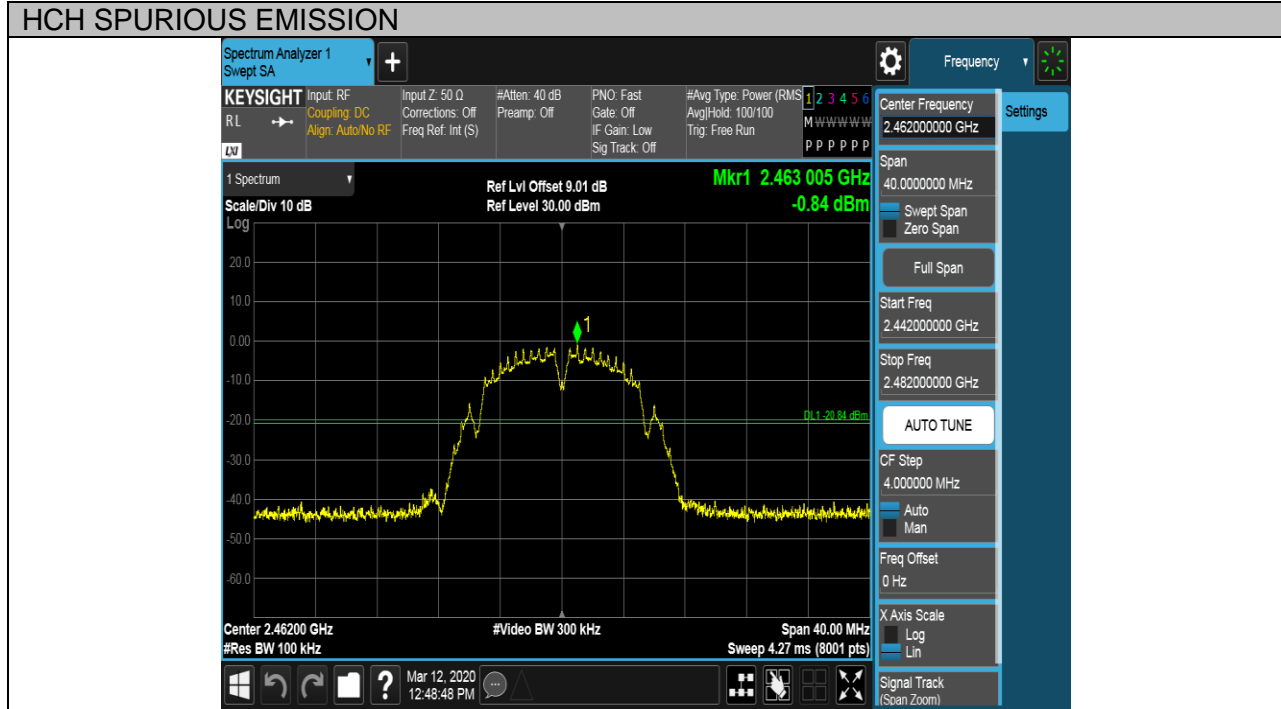 HCH SPURIOUS EMISSION
Spectrum Analyzer 1
Swept SA
Frequency
KEYSIGHT
RL
LXI
Input: RF
Coupling: DC
Align: Auto/No RF
Input Z: 50 Ω
Corrections: Off
Freq Ref: Int (S)
#Atten: 40 dB
Preamp: Off
PNO: Fast
Gate: Off
IF Gain: Low
Sig Track: Off
#Avg Type: Power (RMS
Avg|Hold: 100/100
Trig: Free Run
1 2 3 4 5 6
M W W W W W
P P P P P P
1 Spectrum
Scale/Div 10 dB
Ref Lvl Offset 9.01 dB
Ref Level 30.00 dBm
Mkr1 2.463 005 GHz
-0.84 dBm
Log
20.0
10.0
0.00
-10.0
-20.0
-30.0
-40.0
-50.0
-60.0
1
DL1 -20.84 dBm
Center 2.46200 GHz
#Res BW 100 kHz
#Video BW 300 kHz
Span 40.00 MHz
Sweep 4.27 ms (8001 pts)
Mar 12, 2020
12:48:48 PM
?
Center Frequency
2.462000000 GHz
Settings
Span
40.0000000 MHz
Swept Span
Zero Span
Full Span
Start Freq
2.442000000 GHz
Stop Freq
2.482000000 GHz
AUTO TUNE
CF Step
4.000000 MHz
Auto
Man
Freq Offset
0 Hz
X Axis Scale
Log
Lin
Signal Track
(Span Zoom)